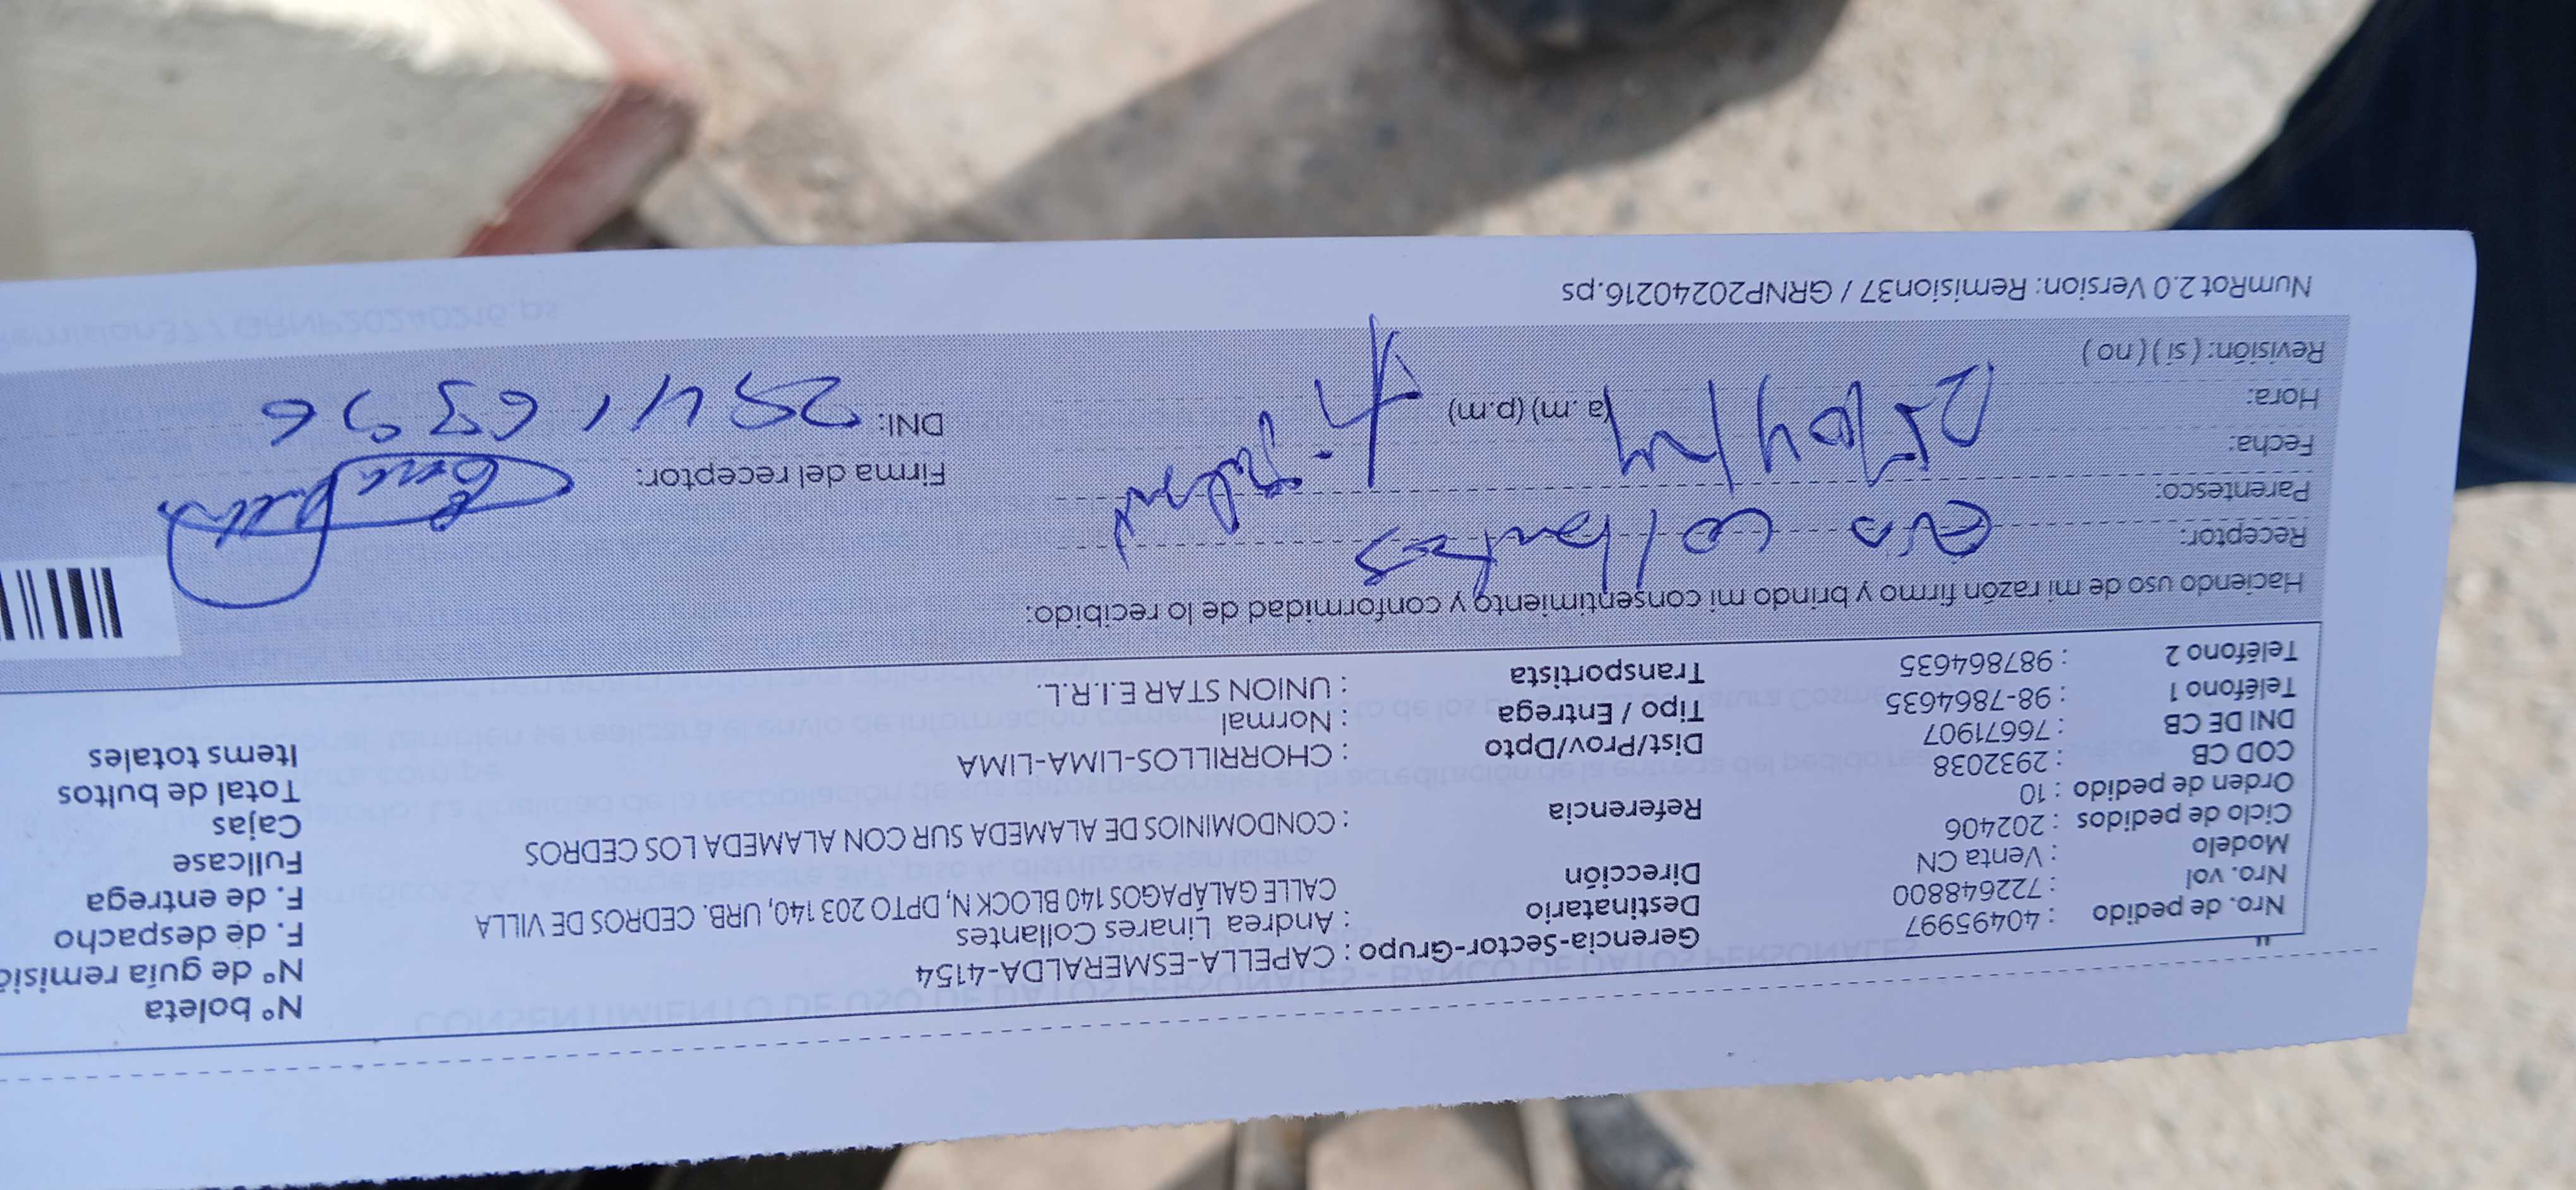 Nro. de pedido : 40495997
Nro. vol : 722648800
Modelo : Venta CN
Ciclo de pedidos : 202406
Orden de pedido : 10
COD CB : 2932038
DNI DE CB : 76671907
Teléfono 1 : 98-7864635
Teléfono 2 : 987864635
Gerencia-Sector-Grupo : CAPELLA-ESMERALDA-4154
Destinatario : Andrea Linares Collantes
Dirección CALLE GALÁPAGOS 140 BLOCK N, DPTO 203 140, URB. CEDROS DE VILLA
Referencia : CONDOMINIOS DE ALAMEDA SUR CON ALAMEDA LOS CEDROS
Dist/Prov/Dpto : CHORRILLOS-LIMA-LIMA
Tipo / Entrega : Normal
Transportista : UNION STAR E.I.R.L.
N° boleta
N° de guía remisió
F. de despacho
F. de entrega
Fullcase
Cajas
Total de bultos
Items totales
Haciendo uso de mi razón firmo y brindo mi consentimiento y conformidad de lo recibido:
Receptor: Collantes
Parentesco:
Fecha:
Hora: (a.m) (p.m)
Revisión: ( sí ) ( no )
Firma del receptor:
DNI:
NumRot 2.0 Version: Remision37 / GRNP20240216.ps